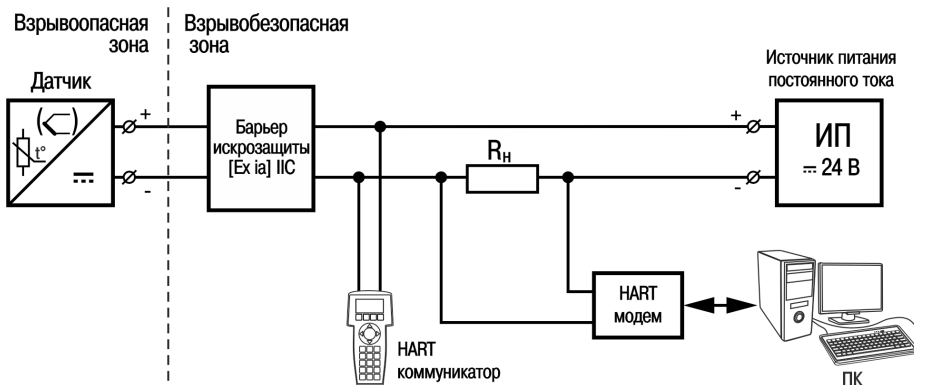 Взрывоопасная
зона
Взрывобезопасная
зона
Датчик
t°
+
-
Барьер
искрозащиты
[Ex ia] IIC
Rн
Источник питания
постоянного тока
+
-
ИП
24 В
HART
коммуникатор
HART
модем
ПК